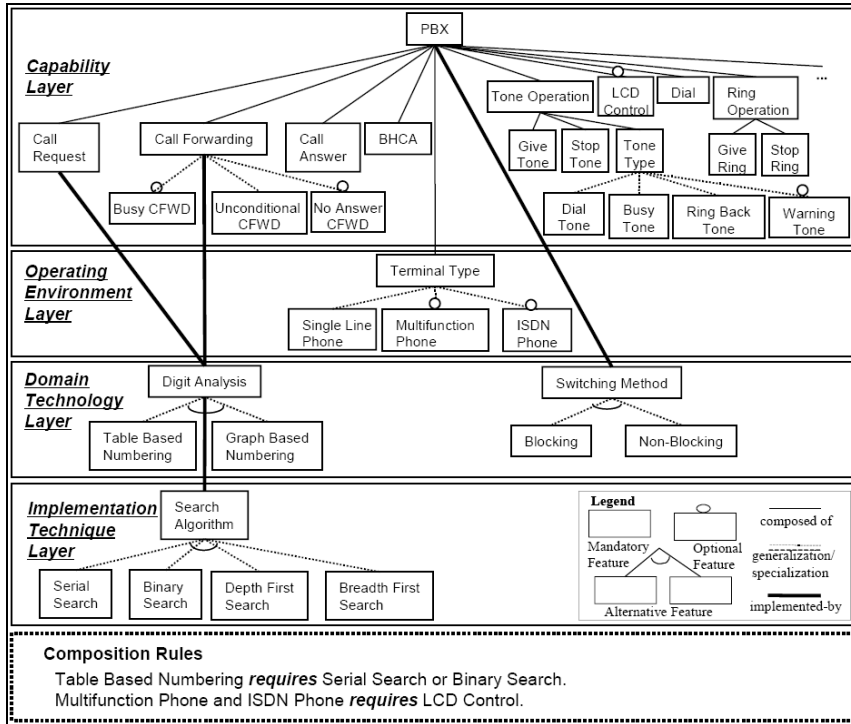 PBX
Capability
Layer
...
Tone Operation
LCD
Control
Dial
Ring
Operation
Call
Request
Call Forwarding
Call
Answer
BHCA
Give
Tone
Stop
Tone
Tone
Type
Give
Ring
Stop
Ring
Busy CFWD
Unconditional
CFWD
No Answer
CFWD
Dial
Tone
Busy
Tone
Ring Back
Tone
Warning
Tone
Operating
Environment
Layer
Terminal Type
Single Line
Phone
Multifunction
Phone
ISDN
Phone
Domain
Technology
Layer
Digit Analysis
Switching Method
Table Based
Numbering
Graph Based
Numbering
Blocking
Non-Blocking
Implementation
Technique
Layer
Search
Algorithm
Serial
Search
Binary
Search
Depth First
Search
Breadth First
Search
Legend
Mandatory
Feature
Optional
Feature
Alternative Feature
composed of
generalization/
specialization
implemented-by
Composition Rules
Table Based Numbering requires Serial Search or Binary Search.
Multifunction Phone and ISDN Phone requires LCD Control.